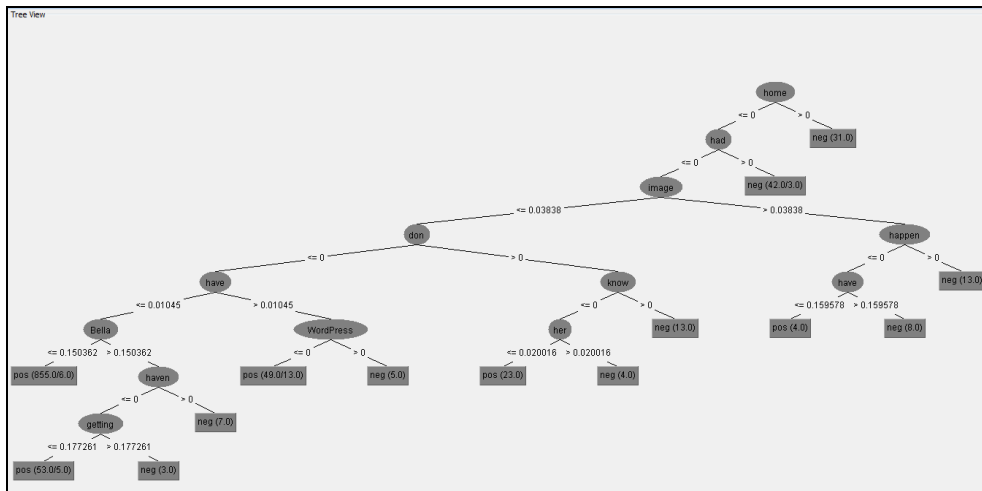 Tree View
home
<= 0 > 0
had neg (31.0)
<= 0 > 0
image neg (42.0/3.0)
<= 0.03838 > 0.03838
don happen
<= 0 > 0 <= 0 > 0
have know have neg (13.0)
<= 0.01045 > 0.01045 <= 0 > 0 <= 0.159578 > 0.159578
Bella WordPress her neg (13.0) pos (4.0) neg (8.0)
<= 0.150362 > 0.150362 <= 0 > 0 <= 0.020016 > 0.020016
pos (855.0/6.0) haven pos (49.0/13.0) neg (5.0) pos (23.0) neg (4.0)
<= 0 > 0
getting neg (7.0)
<= 0.177261 > 0.177261
pos (53.0/5.0) neg (3.0)